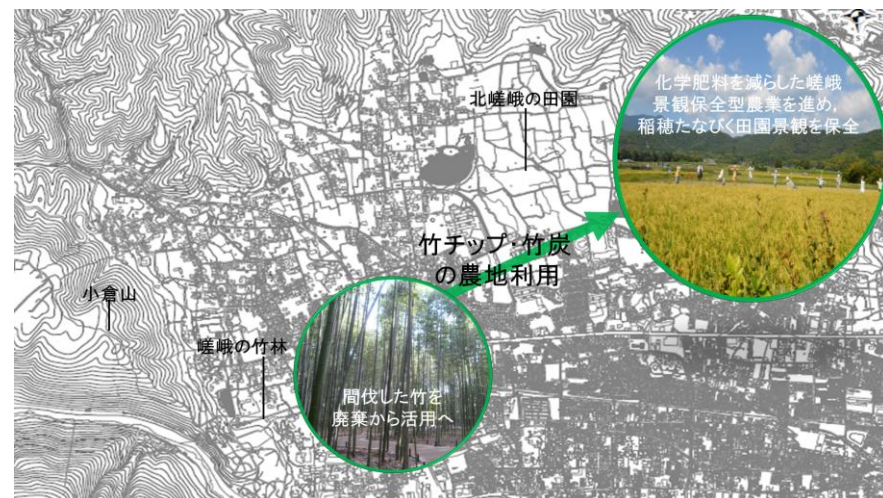 化学肥料を減らした嵯峨
景観保全型農業を進め,
稲穂たなびく田園景観を保全
北嵯峨の田園
竹チップ・竹炭
の農地利用
小倉山
嵯峨の竹林
間伐した竹を
廃棄から活用へ